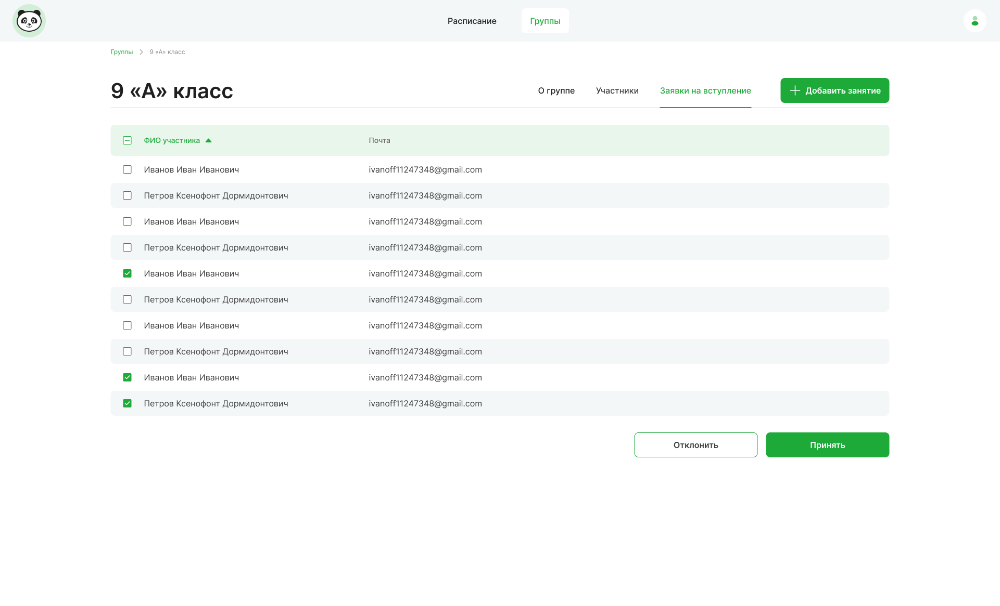 Расписание Группы
Группы 9 «А» класс
9 «А» класс О группе Участники Заявки на вступление Добавить занятие
ФИО участника Почта
Иванов Иван Иванович ivanoff11247348@gmail.com
Петров Ксенофонт Дормидонтович ivanoff11247348@gmail.com
Иванов Иван Иванович ivanoff11247348@gmail.com
Петров Ксенофонт Дормидонтович ivanoff11247348@gmail.com
Иванов Иван Иванович ivanoff11247348@gmail.com
Петров Ксенофонт Дормидонтович ivanoff11247348@gmail.com
Иванов Иван Иванович ivanoff11247348@gmail.com
Петров Ксенофонт Дормидонтович ivanoff11247348@gmail.com
Иванов Иван Иванович ivanoff11247348@gmail.com
Петров Ксенофонт Дормидонтович ivanoff11247348@gmail.com
Отклонить Принять